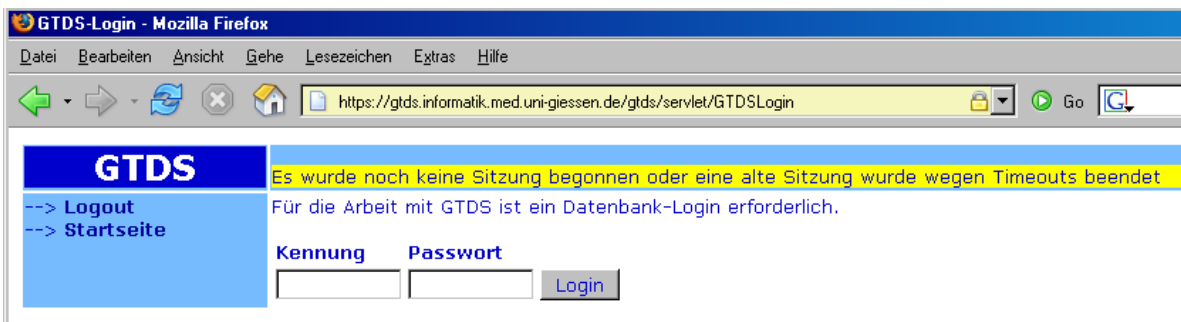 GTDS-Login - Mozilla Firefox
Datei Bearbeiten Ansicht Gehe Lesezeichen Extras Hilfe
https://gtds.informatik.med.uni-giessen.de/gtds/servlet/GTDSLogin Go G
GTDS
Es wurde noch keine Sitzung begonnen oder eine alte Sitzung wurde wegen Timeouts beendet
--> Logout
--> Startseite
Für die Arbeit mit GTDS ist ein Datenbank-Login erforderlich.
Kennung Passwort
Login